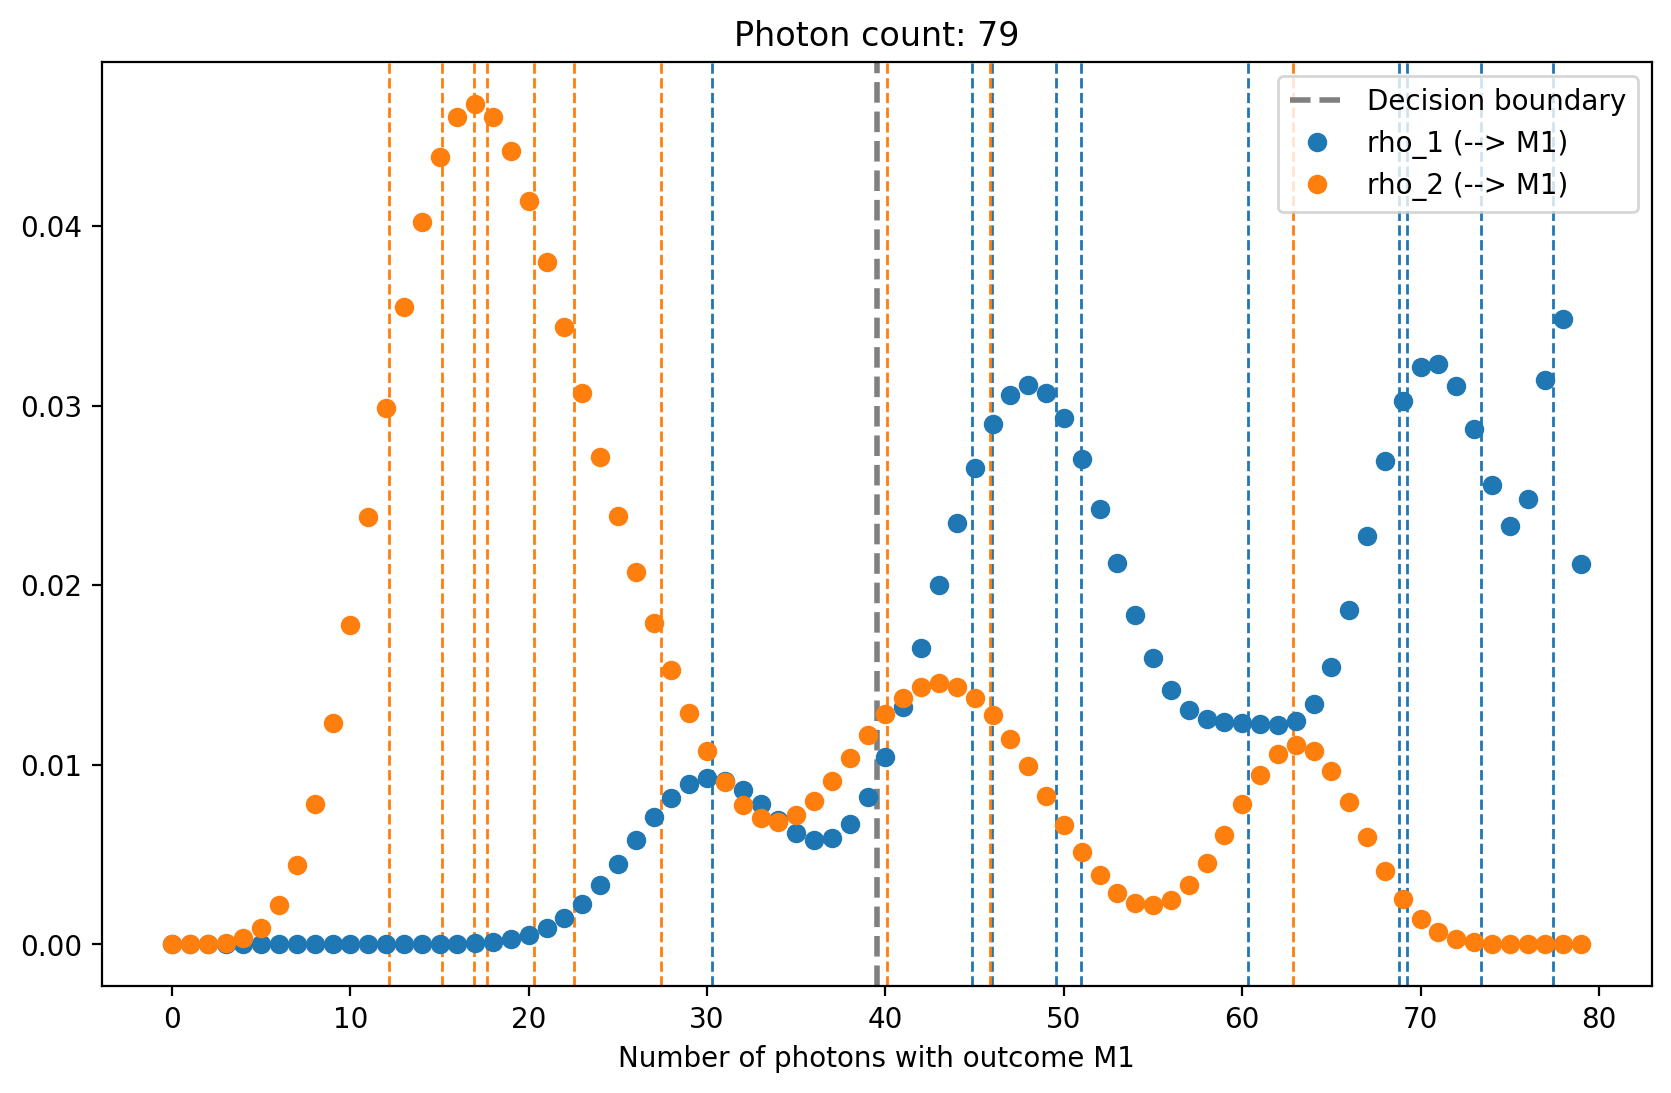 Photon count: 79
Decision boundary
rho_1 (--> M1)
rho_2 (--> M1)
0.04
0.03
0.02
0.01
0.00
0 10 20 30 40 50 60 70 80
Number of photons with outcome M1